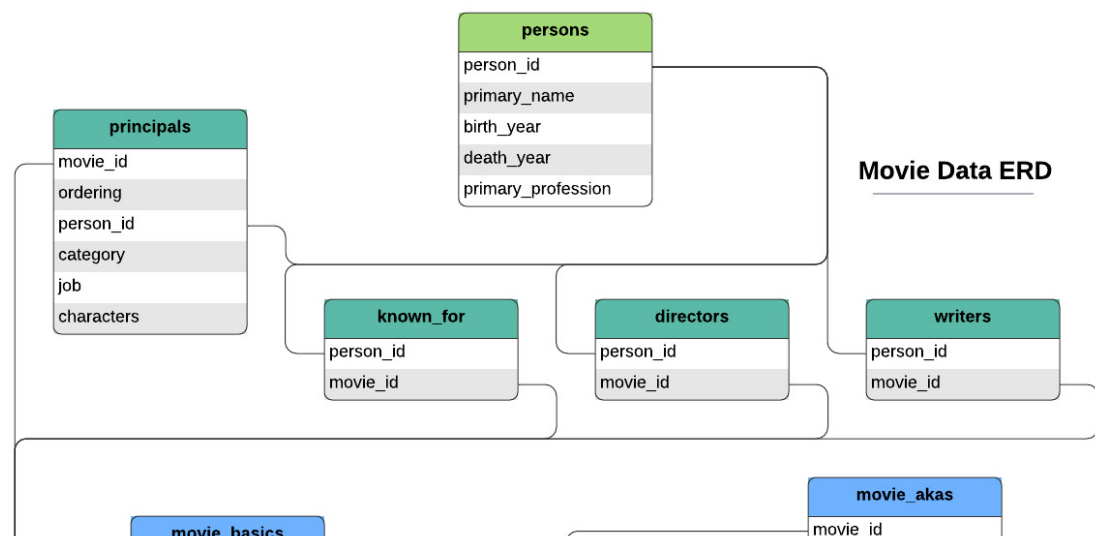 persons
person_id
primary_name
birth_year
death_year
primary_profession
principals
movie_id
ordering
person_id
category
job
characters
Movie Data ERD
known_for
person_id
movie_id
directors
person_id
movie_id
writers
person_id
movie_id
movie_akas
movie_id
movie_basics